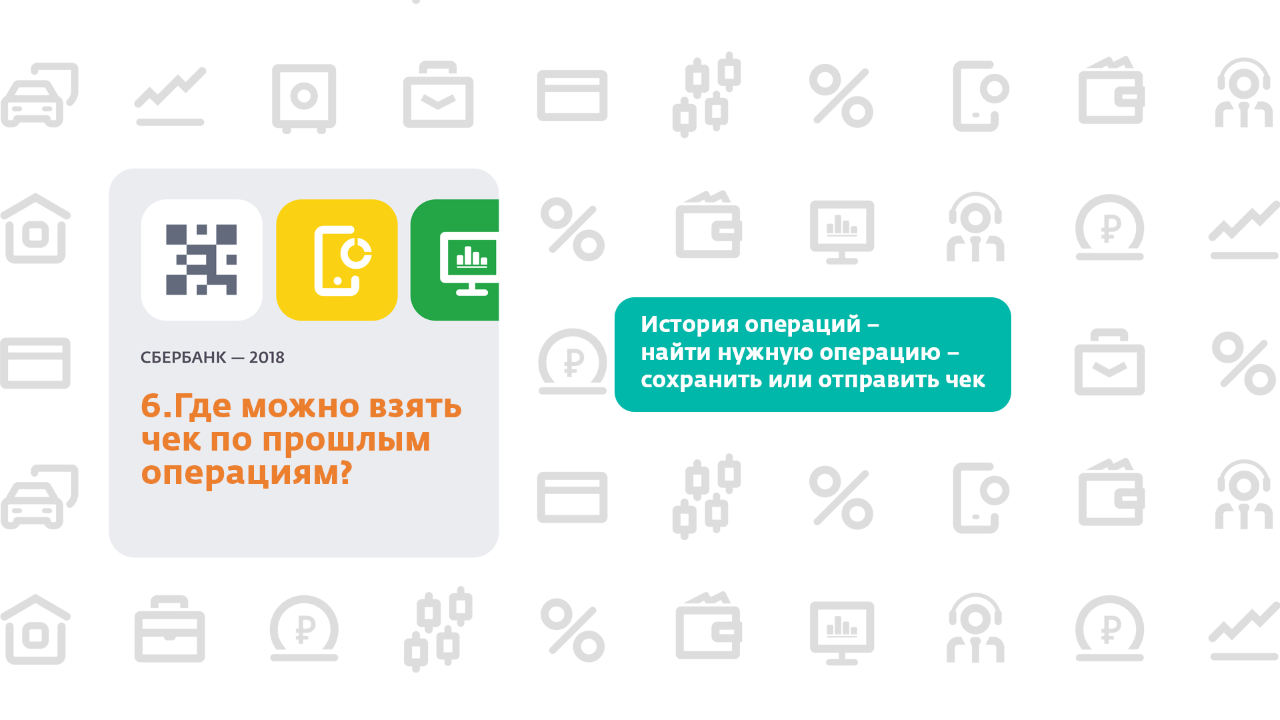 СБЕРБАНК — 2018
6.Где можно взять
чек по прошлым
операциям?
История операций –
найти нужную операцию –
сохранить или отправить чек